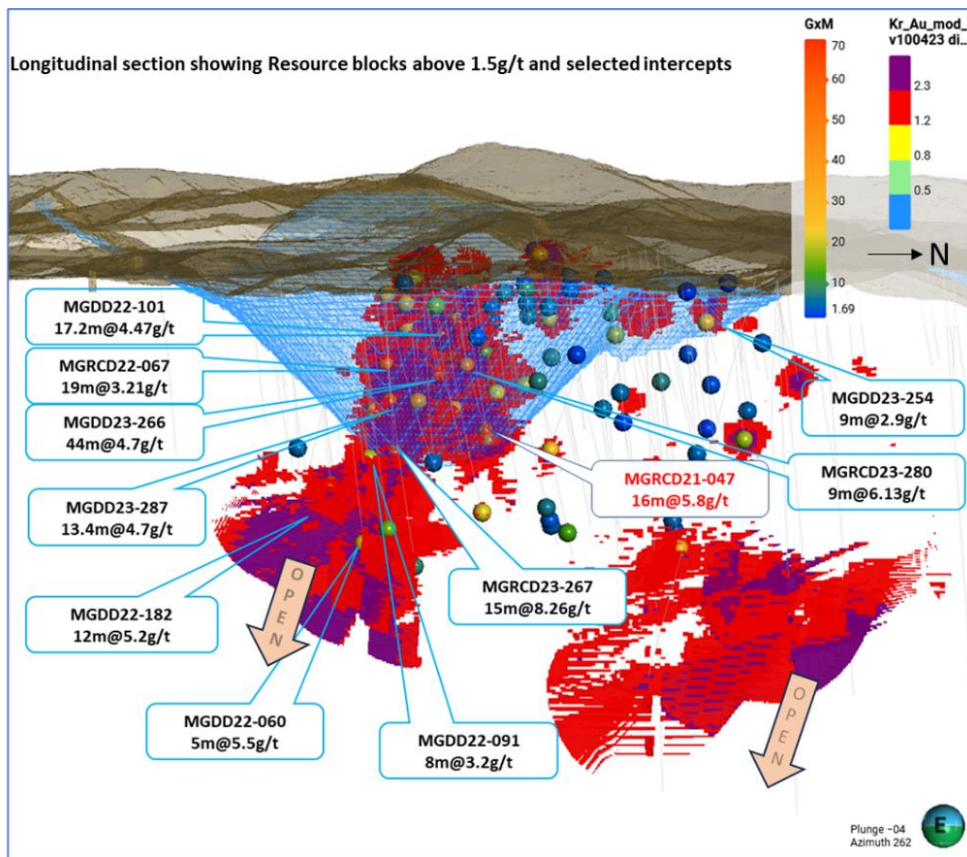 Longitudinal section showing Resource blocks above 1.5g/t and selected intercepts
GxM
70
60
50
40
30
20
10
1.69
Kr_Au_mod_
v100423 di...
2.3
1.2
0.8
0.5
N
MGDD22-101
17.2m@4.47g/t
MGRCD22-067
19m@3.21g/t
MGDD23-266
44m@4.7g/t
MGDD23-287
13.4m@4.7g/t
MGDD22-182
12m@5.2g/t
MGDD22-060
5m@5.5g/t
MGDD22-091
8m@3.2g/t
MGRCD23-267
15m@8.26g/t
MGRCD21-047
16m@5.8g/t
MGDD23-254
9m@2.9g/t
MGRCD23-280
9m@6.13g/t
OPEN
OPEN
Plunge -04
Azimuth 262
E